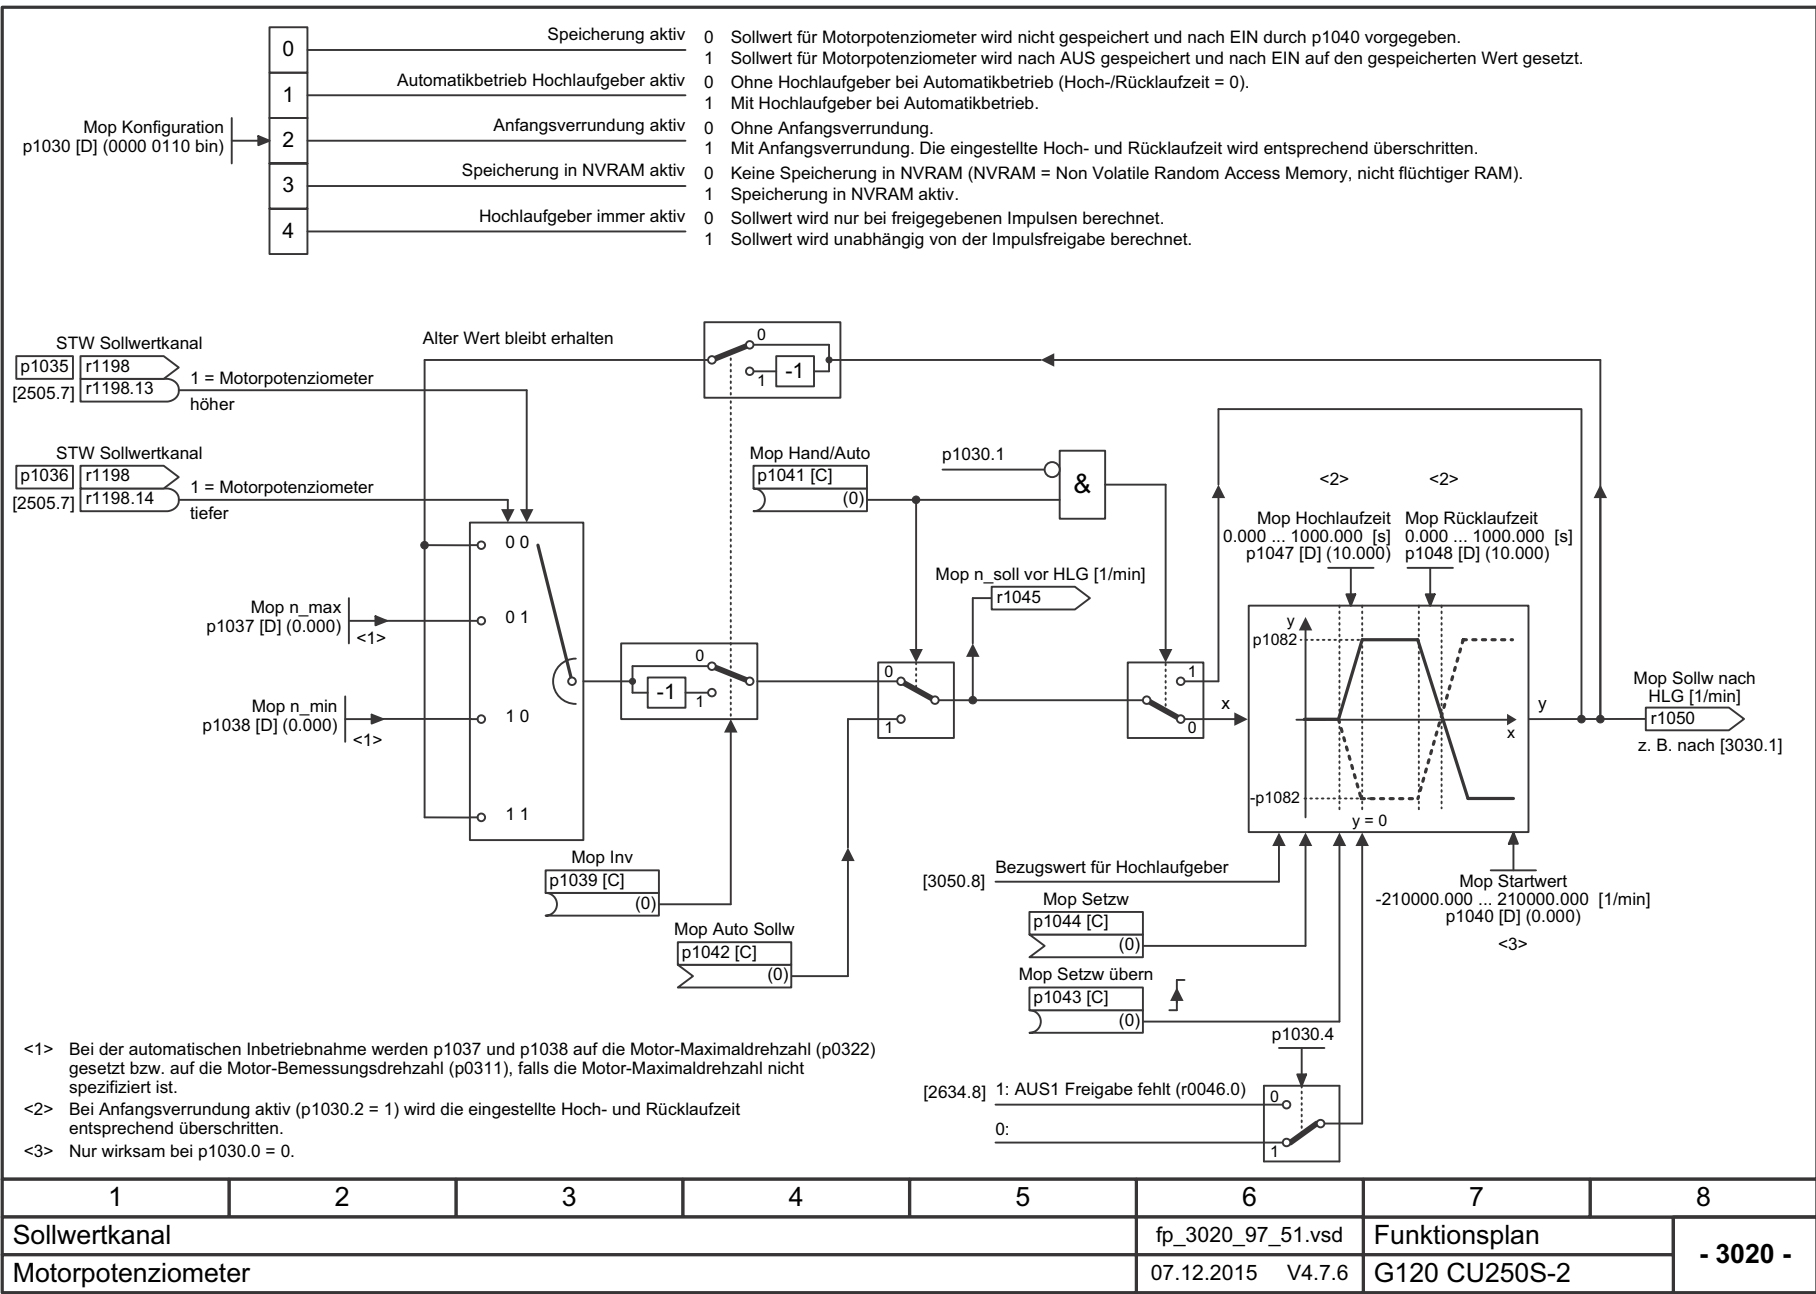 0
Speicherung aktiv
0 Sollwert für Motorpotenziometer wird nicht gespeichert und nach EIN durch p1040 vorgegeben.
1 Sollwert für Motorpotenziometer wird nach AUS gespeichert und nach EIN auf den gespeicherten Wert gesetzt.
1
Automatikbetrieb Hochlaufgeber aktiv
0 Ohne Hochlaufgeber bei Automatikbetrieb (Hoch-/Rücklaufzeit = 0).
1 Mit Hochlaufgeber bei Automatikbetrieb.
Mop Konfiguration
p1030 [D] (0000 0110 bin)
2
Anfangsverrundung aktiv
0 Ohne Anfangsverrundung.
1 Mit Anfangsverrundung. Die eingestellte Hoch- und Rücklaufzeit wird entsprechend überschritten.
3
Speicherung in NVRAM aktiv
0 Keine Speicherung in NVRAM (NVRAM = Non Volatile Random Access Memory, nicht flüchtiger RAM).
1 Speicherung in NVRAM aktiv.
4
Hochlaufgeber immer aktiv
0 Sollwert wird nur bei freigegebenen Impulsen berechnet.
1 Sollwert wird unabhängig von der Impulsfreigabe berechnet.
STW Sollwertkanal
p1035 r1198
[2505.7] r1198.13
1 = Motorpotenziometer
höher
Alter Wert bleibt erhalten
0
1
-1
STW Sollwertkanal
p1036 r1198
[2505.7] r1198.14
1 = Motorpotenziometer
tiefer
Mop Hand/Auto
p1041 [C]
(0)
p1030.1
&
<2>
<2>
Mop Hochlaufzeit
0.000 ... 1000.000 [s]
p1047 [D] (10.000)
Mop Rücklaufzeit
0.000 ... 1000.000 [s]
p1048 [D] (10.000)
0 0
0 1
1 0
1 1
Mop n_max
p1037 [D] (0.000)
<1>
Mop n_min
p1038 [D] (0.000)
<1>
0
-1
1
Mop n_soll vor HLG [1/min]
r1045
0
1
1
0
x
y
p1082
x
-p1082
y = 0
y
Mop Sollw nach
HLG [1/min]
r1050
z. B. nach [3030.1]
Mop Inv
p1039 [C]
(0)
Mop Auto Sollw
p1042 [C]
(0)
[3050.8] Bezugswert für Hochlaufgeber
Mop Setzw
p1044 [C]
(0)
Mop Setzw übern
p1043 [C]
(0)
Mop Startwert
-210000.000 ... 210000.000 [1/min]
p1040 [D] (0.000)
<3>
p1030.4
[2634.8] 1: AUS1 Freigabe fehlt (r0046.0)
0
0:
1
<1> Bei der automatischen Inbetriebnahme werden p1037 und p1038 auf die Motor-Maximaldrehzahl (p0322)
gesetzt bzw. auf die Motor-Bemessungsdrehzahl (p0311), falls die Motor-Maximaldrehzahl nicht
spezifiziert ist.
<2> Bei Anfangsverrundung aktiv (p1030.2 = 1) wird die eingestellte Hoch- und Rücklaufzeit
entsprechend überschritten.
<3> Nur wirksam bei p1030.0 = 0.
1 2 3 4 5 6 7 8
Sollwertkanal
fp_3020_97_51.vsd
Funktionsplan
- 3020 -
Motorpotenziometer
07.12.2015 V4.7.6
G120 CU250S-2